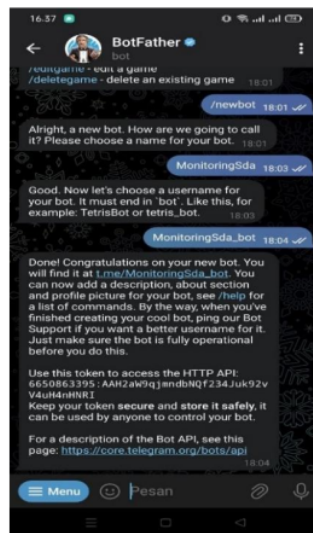 16.37
BotFather
bot
/editgame - edit a game
/deletegame - delete an existing game 18:01
/newbot 18:01
Alright, a new bot. How are we going to
call it? Please choose a name for your bot. 18:01
MonitoringSda 18:03
Good. Now let's choose a username for
your bot. It must end in `bot`. Like this, for
example: TetrisBot or tetris_bot. 18:03
MonitoringSda_bot 18:04
Done! Congratulations on your new bot. You
will find it at t.me/MonitoringSda_bot. You
can now add a description, about section
and profile picture for your bot, see /help for
a list of commands. By the way, when you've
finished creating your cool bot, ping our Bot
Support if you want a better username for it.
Just make sure the bot is fully operational
before you do this.
Use this token to access the HTTP API:
6650863395:AAH2aW9qjmndbNQf234Juk92v
V4uH4nHNRI
Keep your token secure and store it safely, it
can be used by anyone to control your bot.
For a description of the Bot API, see this
page: https://core.telegram.org/bots/api
18:04
Menu
Pesan